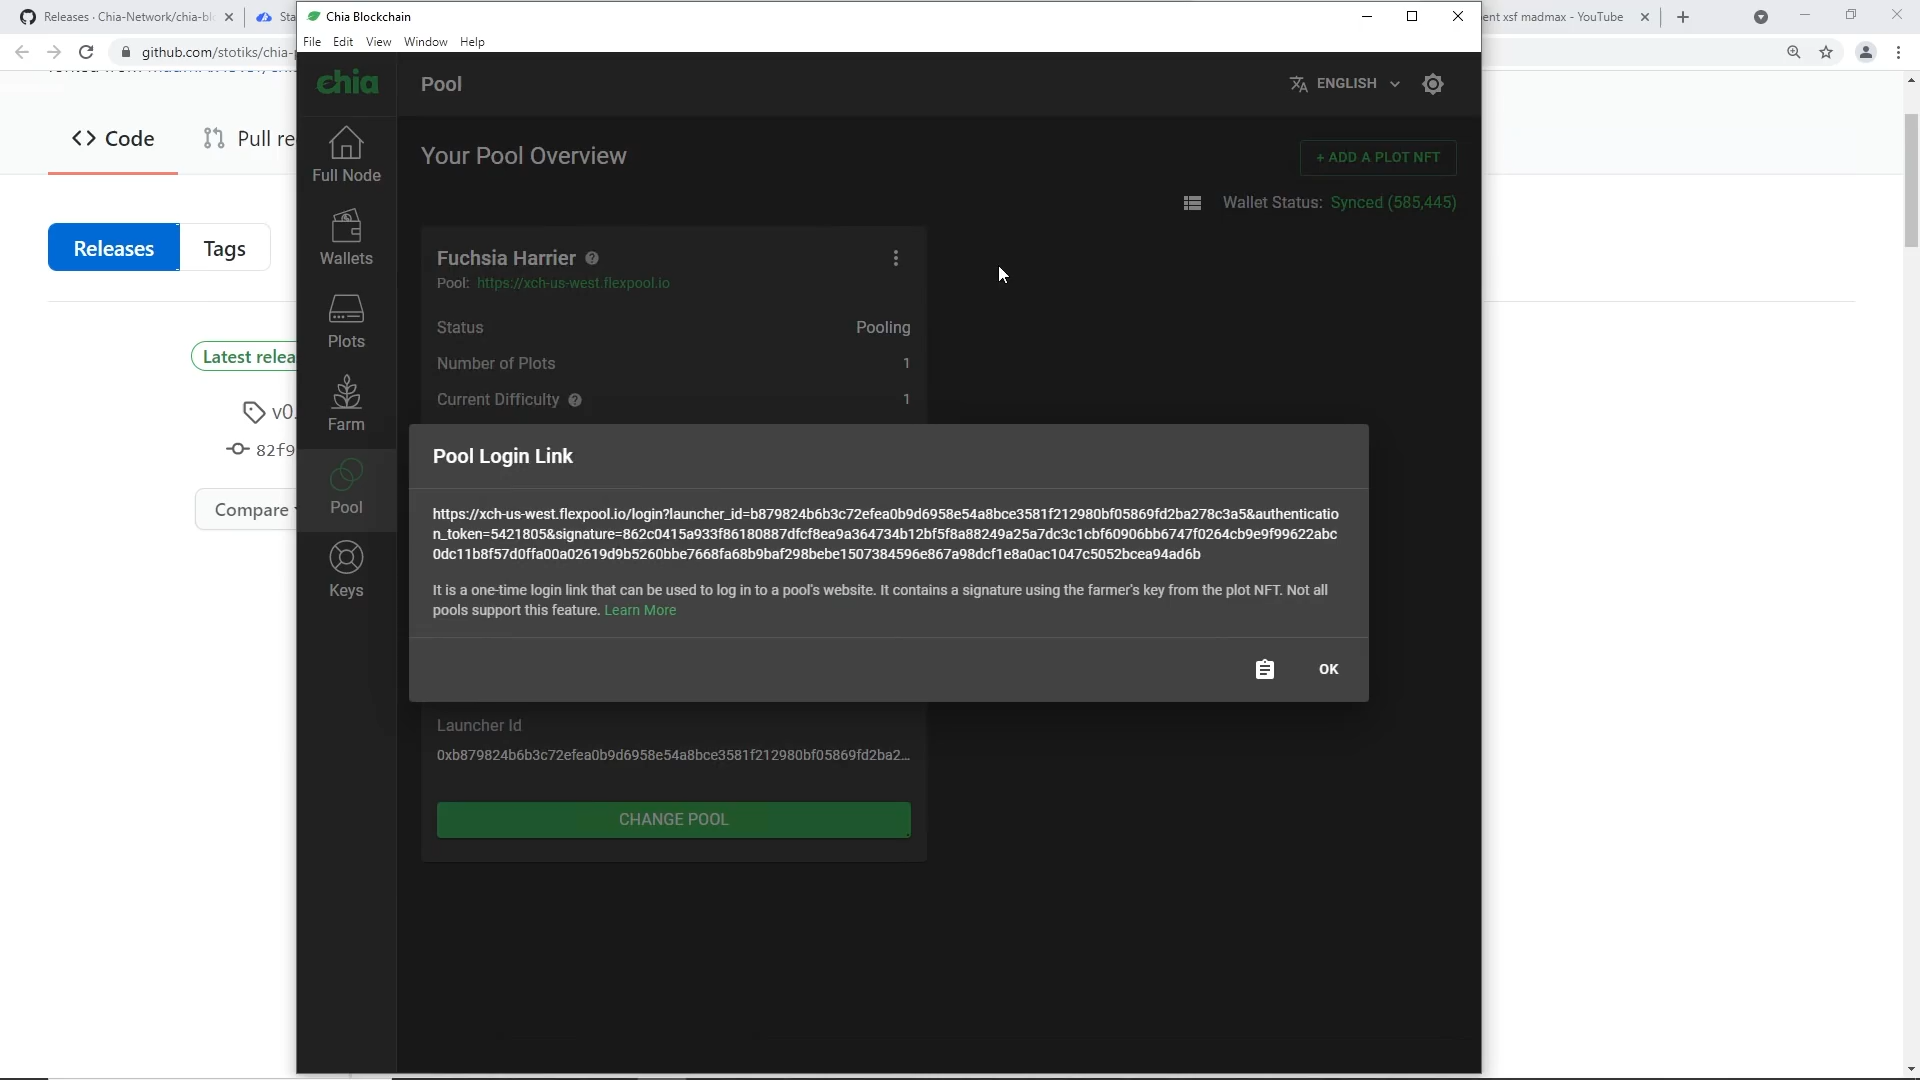 Releases · Chia-Network/chia-bl
Sta
Chia Blockchain
ent xsf madmax - YouTube
github.com/stotiks/chia-p
File Edit View Window Help
chia
Pool
ENGLISH
Code
Pull re
Your Pool Overview
+ ADD A PLOT NFT
Full Node
Wallet Status: Synced (585,445)
Releases
Tags
Wallets
Fuchsia Harrier
Pool: https://xch-us-west.flexpool.io
Status
Pooling
Plots
Latest relea
Number of Plots
1
Current Difficulty
1
Farm
v0.
82f9
Pool Login Link
Pool
Compare
https://xch-us-west.flexpool.io/login?launcher_id=b879824b6b3c72efea0b9d6958e54a8bce3581f212980bf05869fd2ba278c3a5&authenticatio
n_token=5421805&signature=862c0415a933f86180887dfcf8ea9a364734b12bf5f8a88249a25a7dc3c1cbf60906bb6747f0264cb9e9f99622abc
0dc11b8f57d0ffa00a02619d9b5260bbe7668fa68b9baf298bebe1507384596e867a98dcf1e8a0ac1047c5052bcea94ad6b
Keys
It is a one-time login link that can be used to log in to a pool's website. It contains a signature using the farmer's key from the plot NFT. Not all
pools support this feature. Learn More
OK
Launcher Id
0xb879824b6b3c72efea0b9d6958e54a8bce3581f212980bf05869fd2ba2...
CHANGE POOL